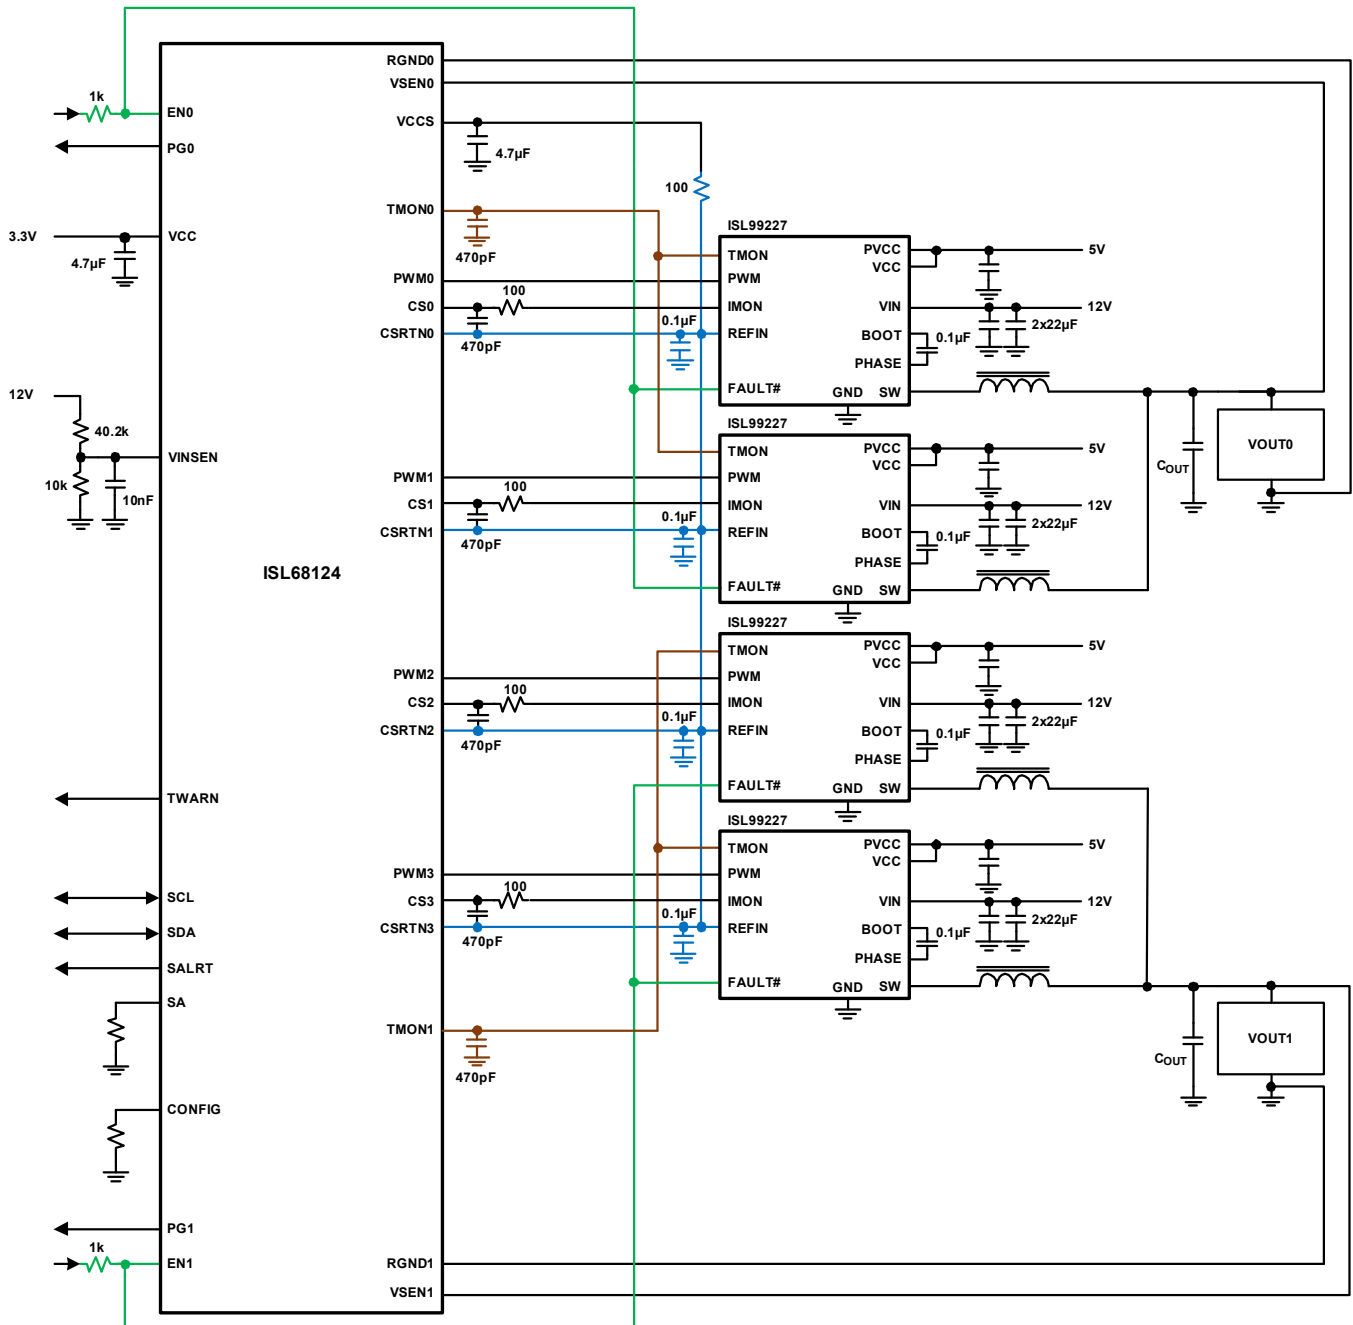 RGND0
VSEN0
1k
EN0
VCCS
PG0
4.7µF
100
TMON0
3.3V
VCC
4.7µF
470pF
PWM0
CS0
100
CSRTN0
470pF
0.1µF
ISL99227
TMON
PWM
IMON
REFIN
FAULT#
PVCC
VCC
VIN
BOOT
PHASE
GND
SW
5V
12V
2x22µF
0.1µF
12V
40.2k
VINSEN
10k
10nF
PWM1
CS1
100
CSRTN1
470pF
0.1µF
ISL99227
TMON
PWM
IMON
REFIN
FAULT#
PVCC
VCC
VIN
BOOT
PHASE
GND
SW
5V
12V
2x22µF
0.1µF
COUT
VOUT0
ISL68124
PWM2
CS2
100
CSRTN2
470pF
0.1µF
ISL99227
TMON
PWM
IMON
REFIN
FAULT#
PVCC
VCC
VIN
BOOT
PHASE
GND
SW
5V
12V
2x22µF
0.1µF
TWARN
SCL
SDA
SALRT
SA
PWM3
CS3
100
CSRTN3
470pF
0.1µF
ISL99227
TMON
PWM
IMON
REFIN
FAULT#
PVCC
VCC
VIN
BOOT
PHASE
GND
SW
5V
12V
2x22µF
0.1µF
TMON1
470pF
COUT
VOUT1
CONFIG
PG1
1k
EN1
RGND1
VSEN1